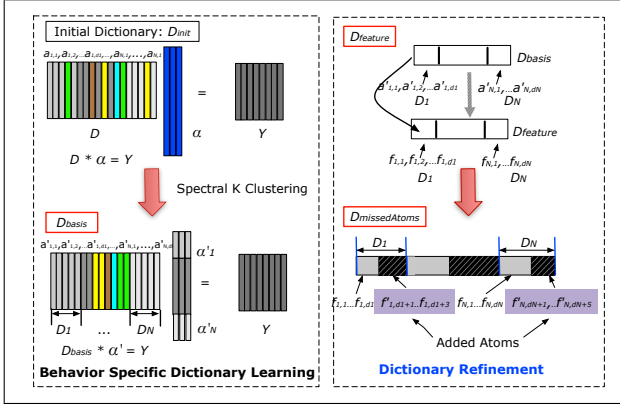 Initial Dictionary: Dinit
a1,1,a1,2,...a1,d1,...aN,1,...,aN,1
=
D
α
Y
D * α = Y
Spectral K Clustering
Dbasis
a'1,1,a'1,2,...,a'1,d1,...,a'N,1,...,a'N,d
α'1
=
α'N
D1
...
DN
Y
Dbasis * α' = Y
Behavior Specific Dictionary Learning
Dfeature
Dbasis
a'1,1,a'1,2,...a'1,d1
a'N,1,...a'N,dN
D1
DN
Dfeature
f1,1, f1,2,...f1,d1
fN,1,...fN,dN
D1
DN
DmissedAtoms
D1
DN
f1,1...f1,d1
f'1,d1+1...f1,d1+3
fN,1...fN,dN
f'N,dN+1,..f'N,dN+5
Added Atoms
Dictionary Refinement